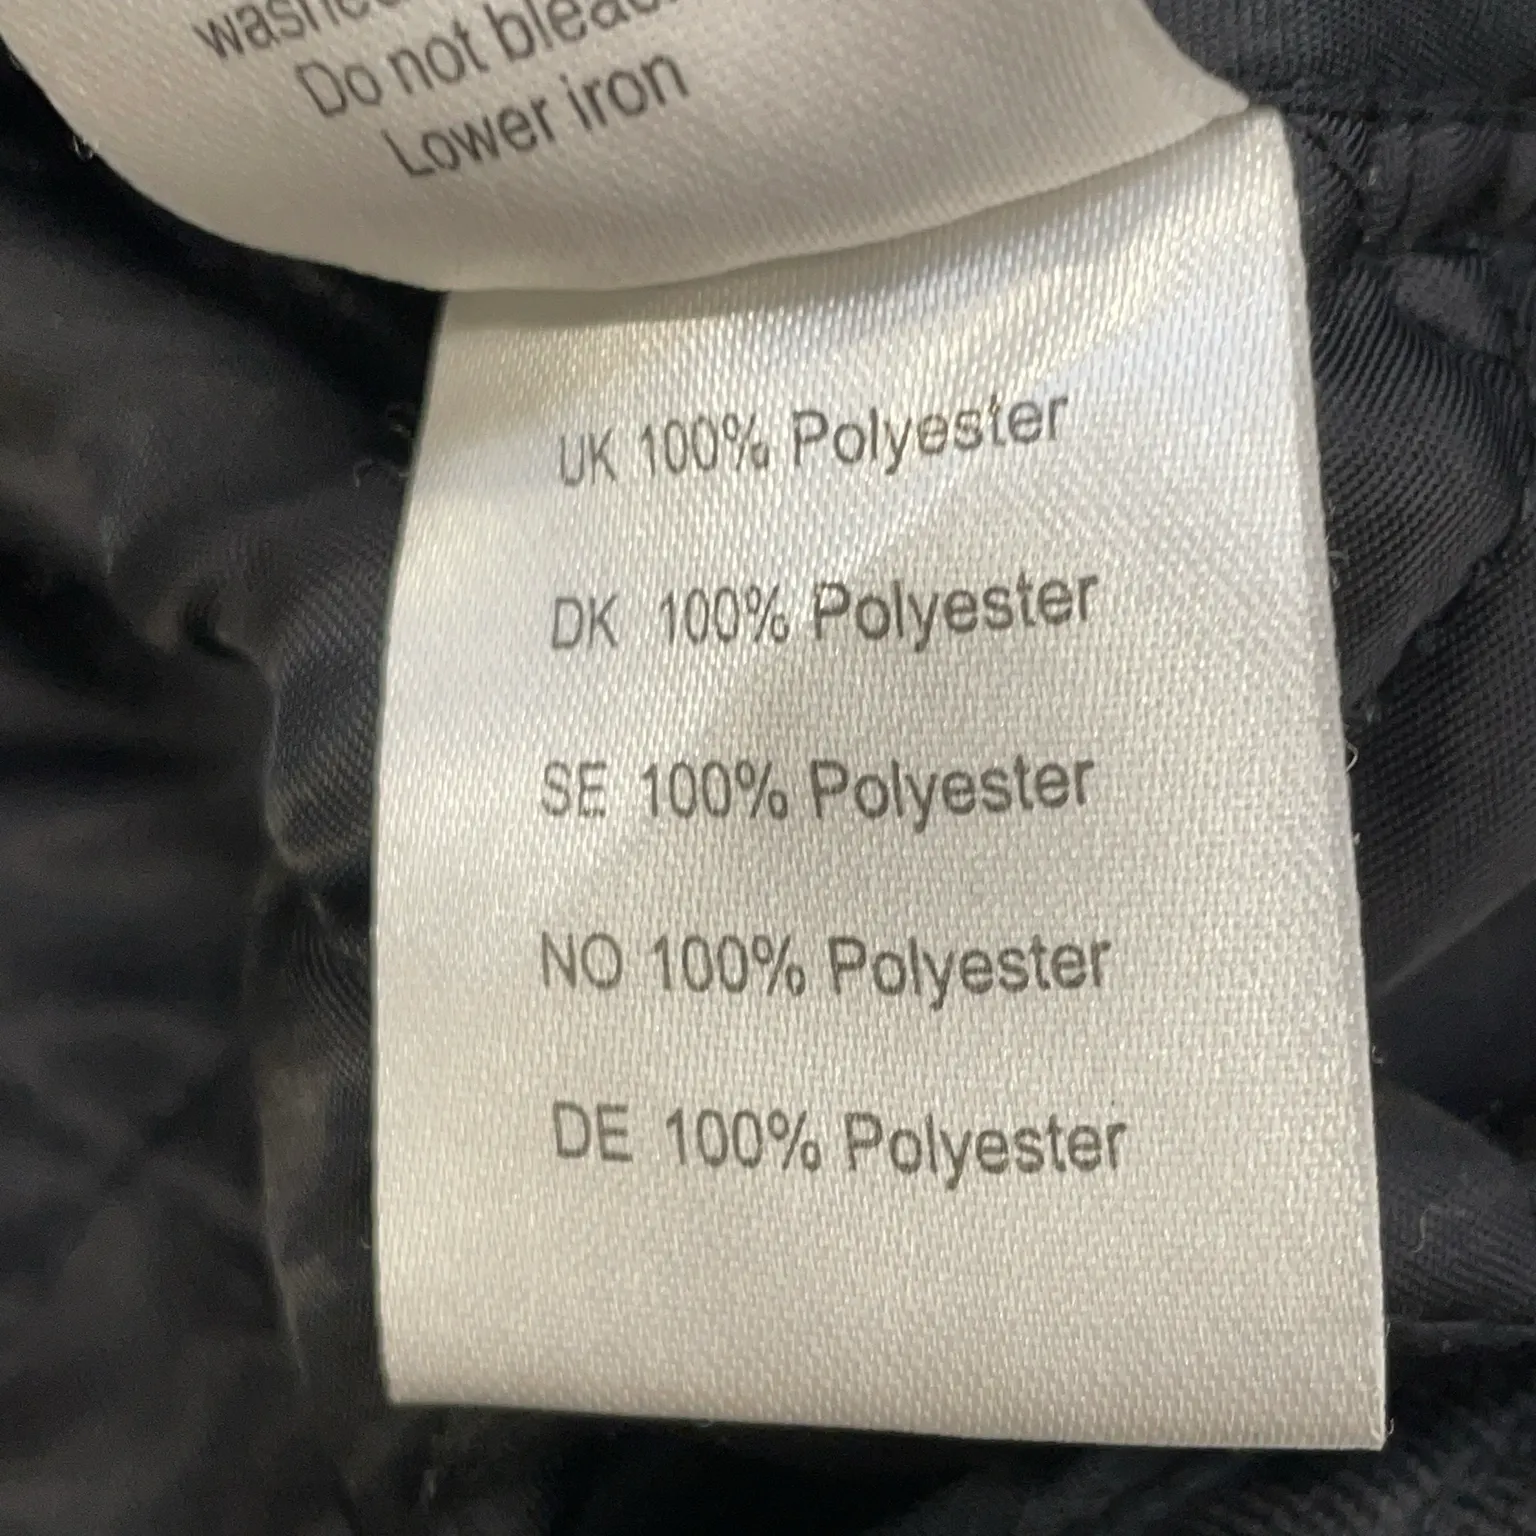 Do not
Lower iron
UK 100% Polyester
DK 100% Polyester
SE 100% Polyester
NO 100% Polyester
DE 100% Polyester